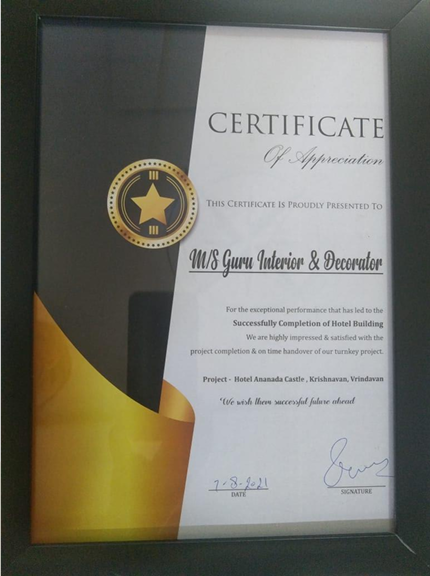 CERTIFICATE
Of Appreciation
THIS CERTIFICATE IS PROUDLY PRESENTED TO
M/S Guru Interior & Decorator
For the exceptional performance that has led to the
Successfully Completion of Hotel Building
We are highly impressed & satisfied with the
project completion & on time handover of our turnkey project.
Project - Hotel Ananada Castle , Krishnavan, Vrindavan
"We wish them successful future ahead
7-8-2021
DATE
SIGNATURE